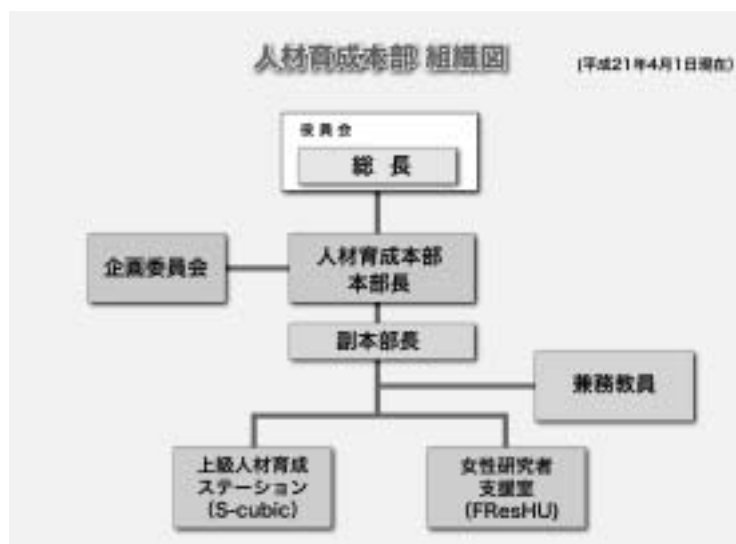 人材育成本部 組織図
(平成21年4月1日現在)
役員会
総 長
企画委員会
人材育成本部
本部長
副本部長
兼務教員
上級人材育成
ステーション
(S-cubic)
女性研究者
支援室
(FResHU)